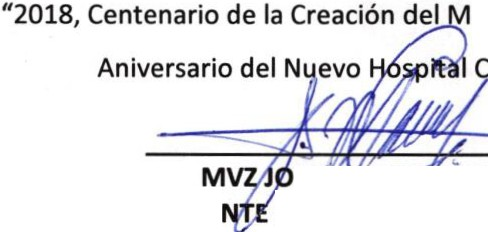 “2018, Centenario de la Creación del M
Aniversario del Nuevo Hospital C
MVZ JO
NTE